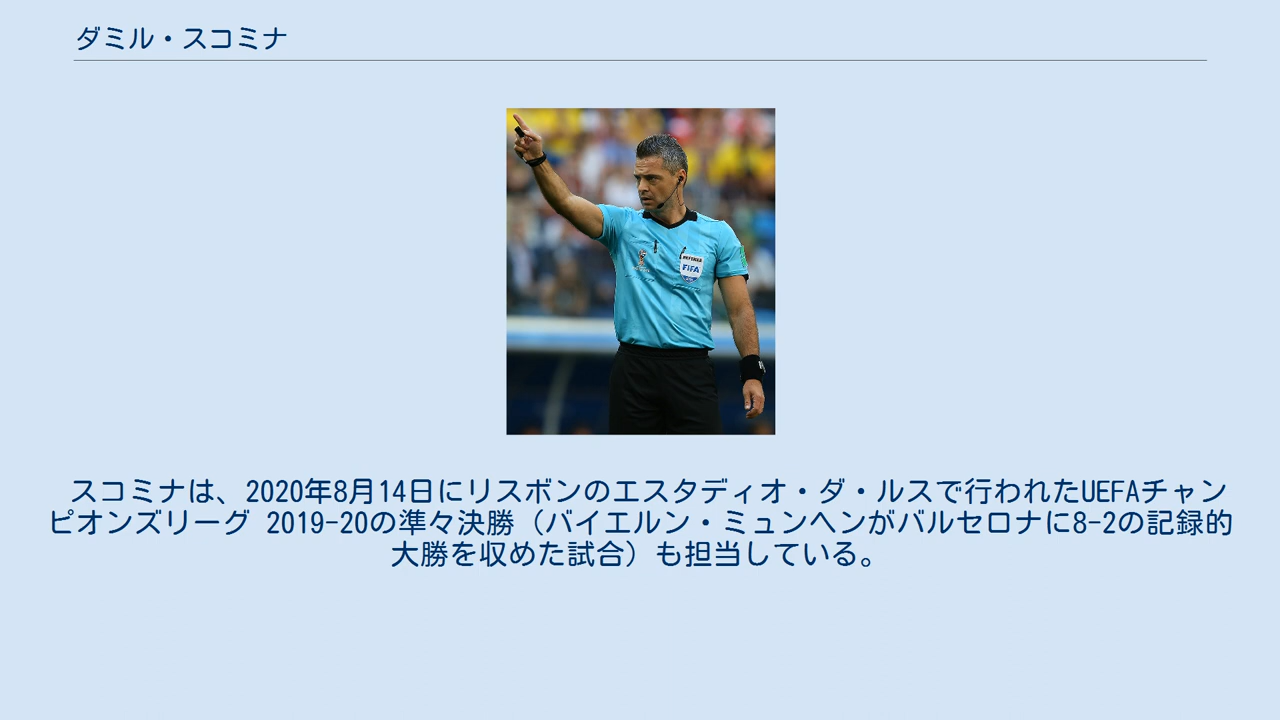 ダミル・スコミナ
REFEREE
FIFA
スコミナは、2020年8月14日にリスボンのエスタディオ・ダ・ルスで行われたUEFAチャン
ピオンズリーグ 2019-20の準々決勝（バイエルン・ミュンヘンがバルセロナに8-2の記録的
大勝を収めた試合）も担当している。